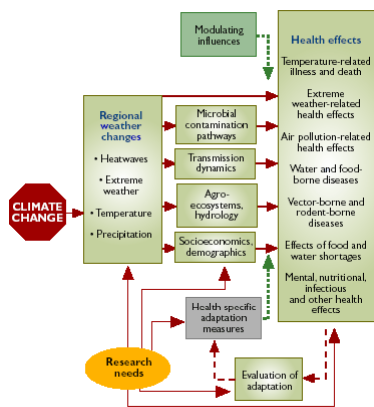 Modulating
influences
Health effects
Temperature-related
illness and death
Extreme
weather-related
health effects
Air pollution-related
health effects
Water and food-
borne diseases
Vector-borne and
rodent-borne
diseases
Effects of food and
water shortages
Mental, nutritional,
infectious
and other health
effects
Regional
weather
changes
• Heatwaves
• Extreme
weather
• Temperature
• Precipitation
Microbial
contamination
pathways
Transmission
dynamics
Agro-
ecosystems,
hydrology
Socioeconomics,
demographics
CLIMATE
CHANGE
Health specific
adaptation
measures
Research
needs
Evaluation of
adaptation